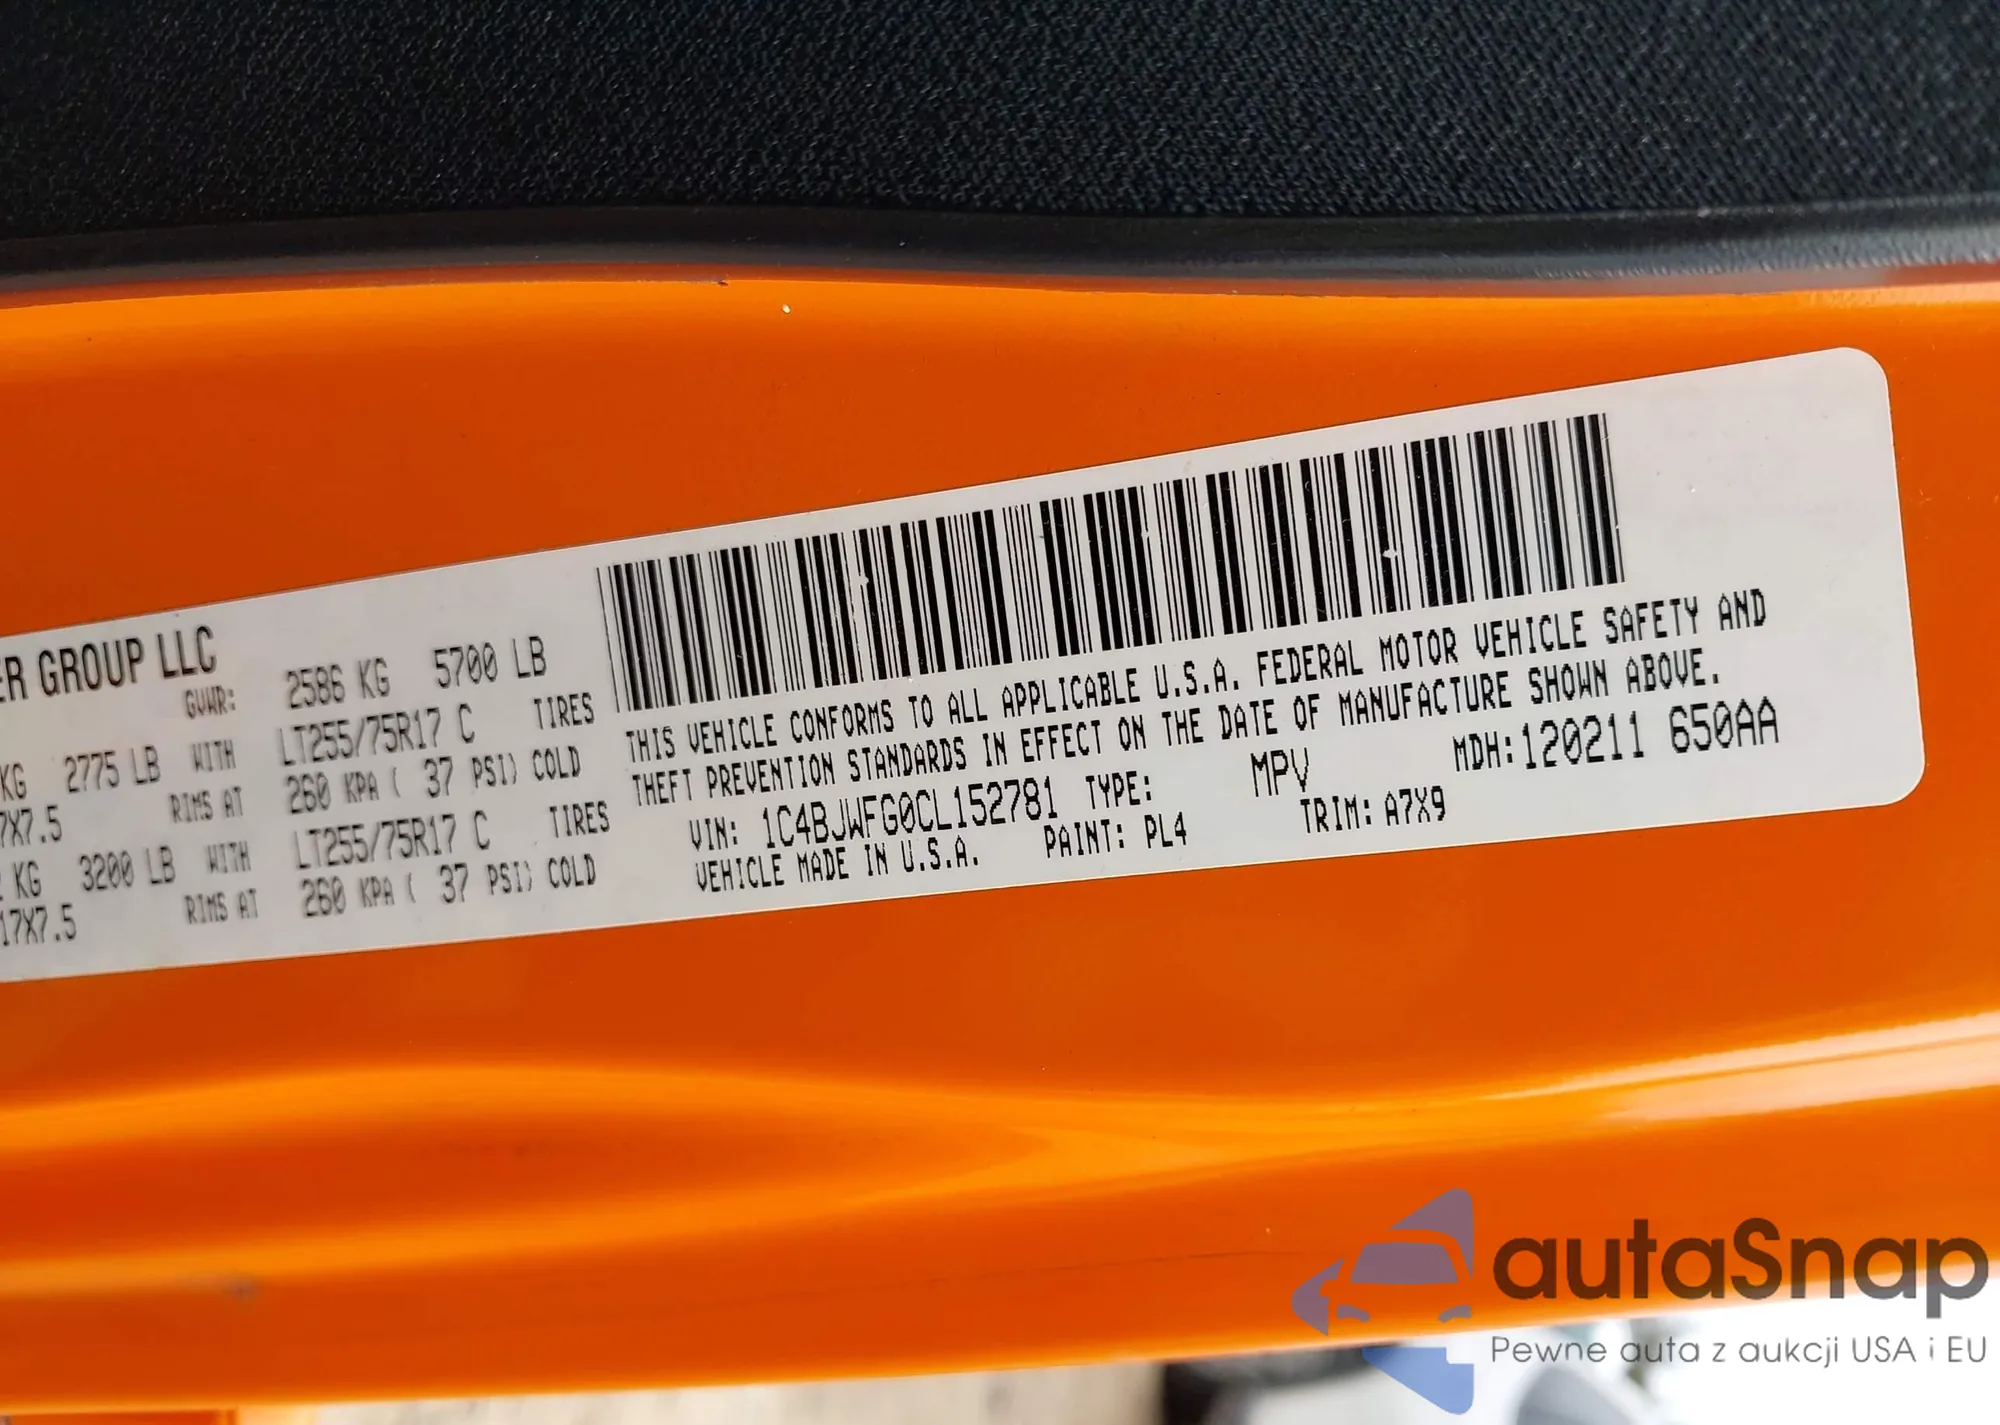 ER GROUP LLC
GVWR: 2586 KG 5700 LB
KG 2775 LB WITH LT255/75R17 C TIRES
7X7.5 RIMS AT 260 KPA ( 37 PSI) COLD
KG 3200 LB WITH LT255/75R17 C TIRES
17X7.5 RIMS AT 260 KPA ( 37 PSI) COLD
THIS VEHICLE CONFORMS TO ALL APPLICABLE U.S.A. FEDERAL MOTOR VEHICLE SAFETY AND
THEFT PREVENTION STANDARDS IN EFFECT ON THE DATE OF MANUFACTURE SHOWN ABOVE.
VIN: 1C4BJWFG0CL152781 TYPE: MPV MDH:120211 650AA
VEHICLE MADE IN U.S.A. PAINT: PL4 TRIM: A7X9
autaSnap
Pewne auta z aukcji USA i EU